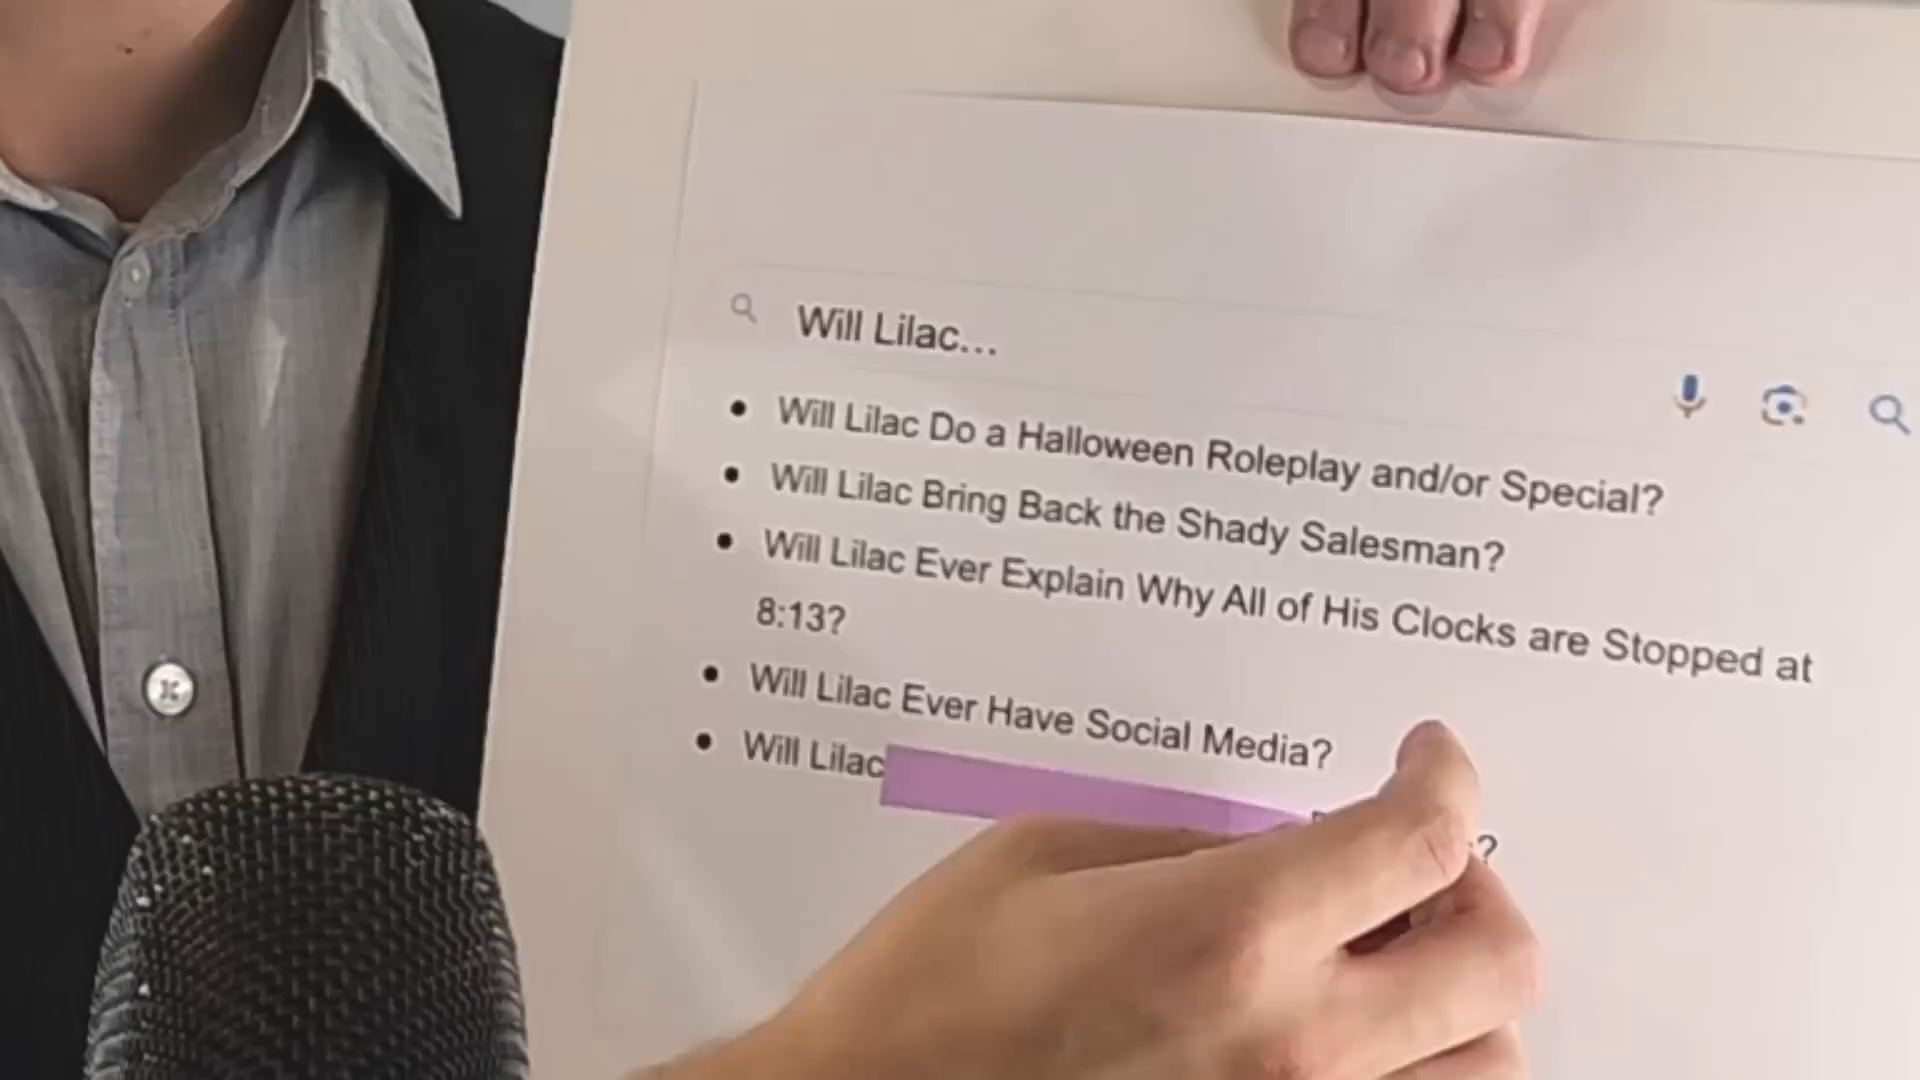 Will Lilac...
• Will Lilac Do a Halloween Roleplay and/or Special?
• Will Lilac Bring Back the Shady Salesman?
• Will Lilac Ever Explain Why All of His Clocks are Stopped at
8:13?
• Will Lilac Ever Have Social Media?
• Will Lilac ?